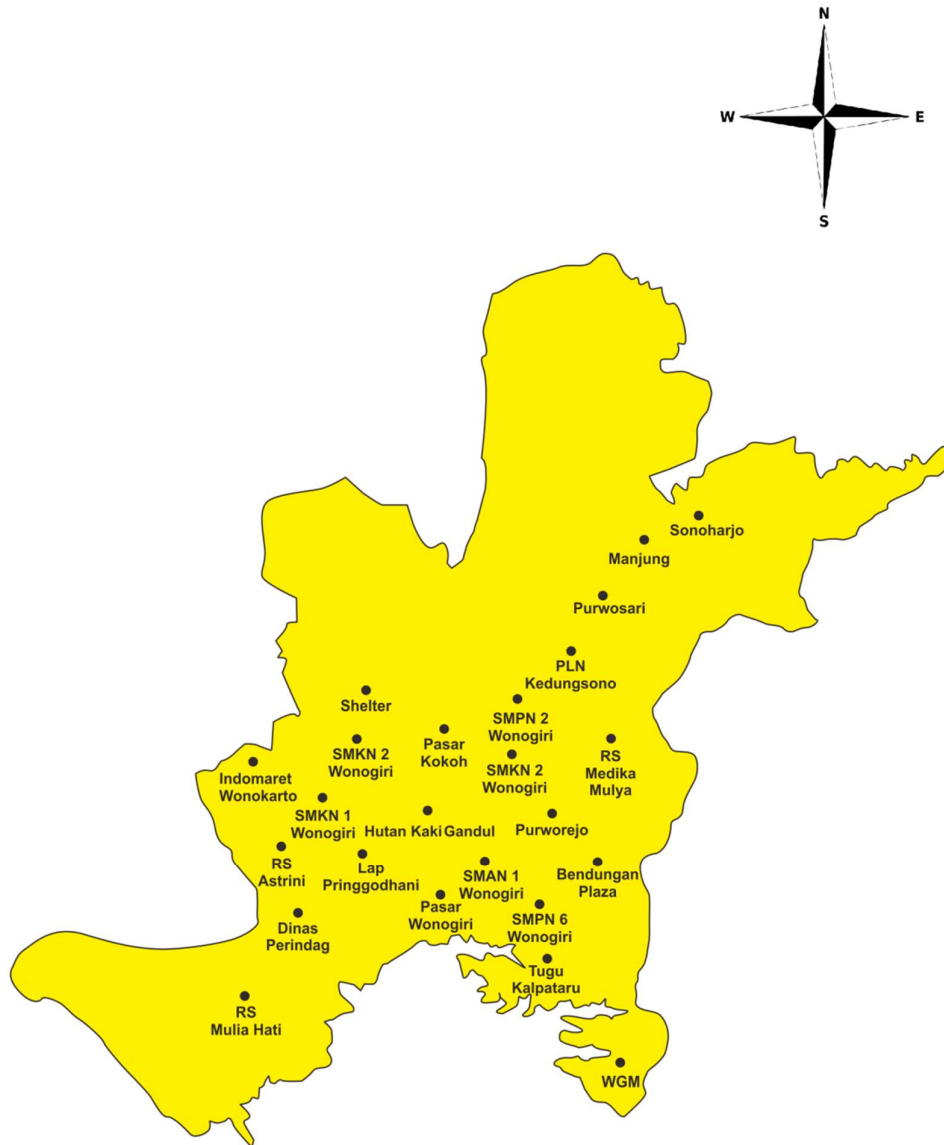 N
W
E
S
Sonoharjo
Manjung
Purwosari
PLN
Kedungsono
Shelter
SMPN 2
Wonogiri
Pasar
Kokoh
SMKN 2
Wonogiri
SMKN 2
Wonogiri
RS
Medika
Mulya
Indomaret
Wonokarto
SMKN 1
Wonogiri
Hutan Kaki Gandul
Purworejo
RS
Astrini
Lap
Pringgodhani
SMAN 1
Wonogiri
Bendungan
Plaza
Pasar
Wonogiri
SMPN 6
Wonogiri
Dinas
Perindag
Tugu
Kalpataru
RS
Mulia Hati
WGM